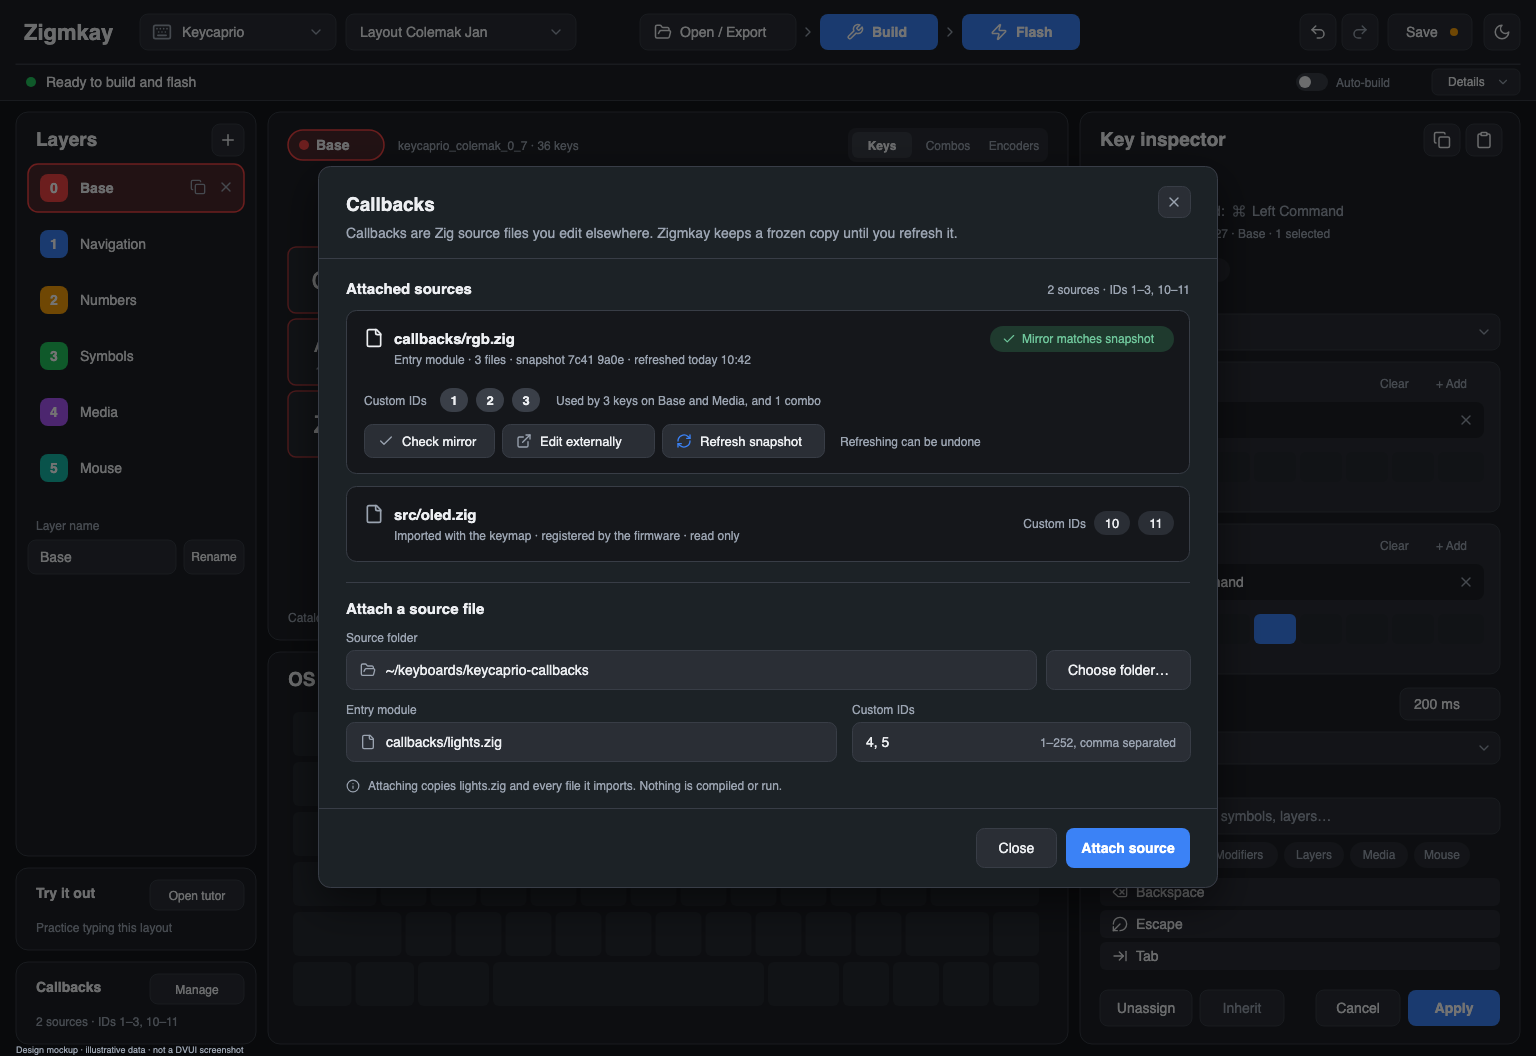 Zigmkay
Keycaprio
Layout Colemak Jan
Open / Export
Build
Flash
Save
Ready to build and flash
Auto-build
Details
Layers
Base
keycaprio_colemak_0_7 · 36 keys
Keys
Combos
Encoders
Key inspector
0
Base
1
Navigation
2
Numbers
3
Symbols
4
Media
5
Mouse
Layer name
Base
Rename
Try it out
Open tutor
Practice typing this layout
Callbacks
Manage
2 sources · IDs 1–3, 10–11
Design mockup · illustrative data · not a DVUI screenshot
OS
Callbacks
Callbacks are Zig source files you edit elsewhere. Zigmkay keeps a frozen copy until you refresh it.
Attached sources
2 sources · IDs 1–3, 10–11
callbacks/rgb.zig
Entry module · 3 files · snapshot 7c41 9a0e · refreshed today 10:42
Mirror matches snapshot
Custom IDs
1
2
3
Used by 3 keys on Base and Media, and 1 combo
Check mirror
Edit externally
Refresh snapshot
Refreshing can be undone
src/oled.zig
Imported with the keymap · registered by the firmware · read only
Custom IDs
10
11
Attach a source file
Source folder
~/keyboards/keycaprio-callbacks
Choose folder…
Entry module
callbacks/lights.zig
Custom IDs
4, 5
1–252, comma separated
Attaching copies lights.zig and every file it imports. Nothing is compiled or run.
Close
Attach source
⌘ Left Command
· Base · 1 selected
Clear
+ Add
Clear
+ Add
200 ms
symbols, layers…
Modifiers
Layers
Media
Mouse
Backspace
Escape
Tab
Unassign
Inherit
Cancel
Apply